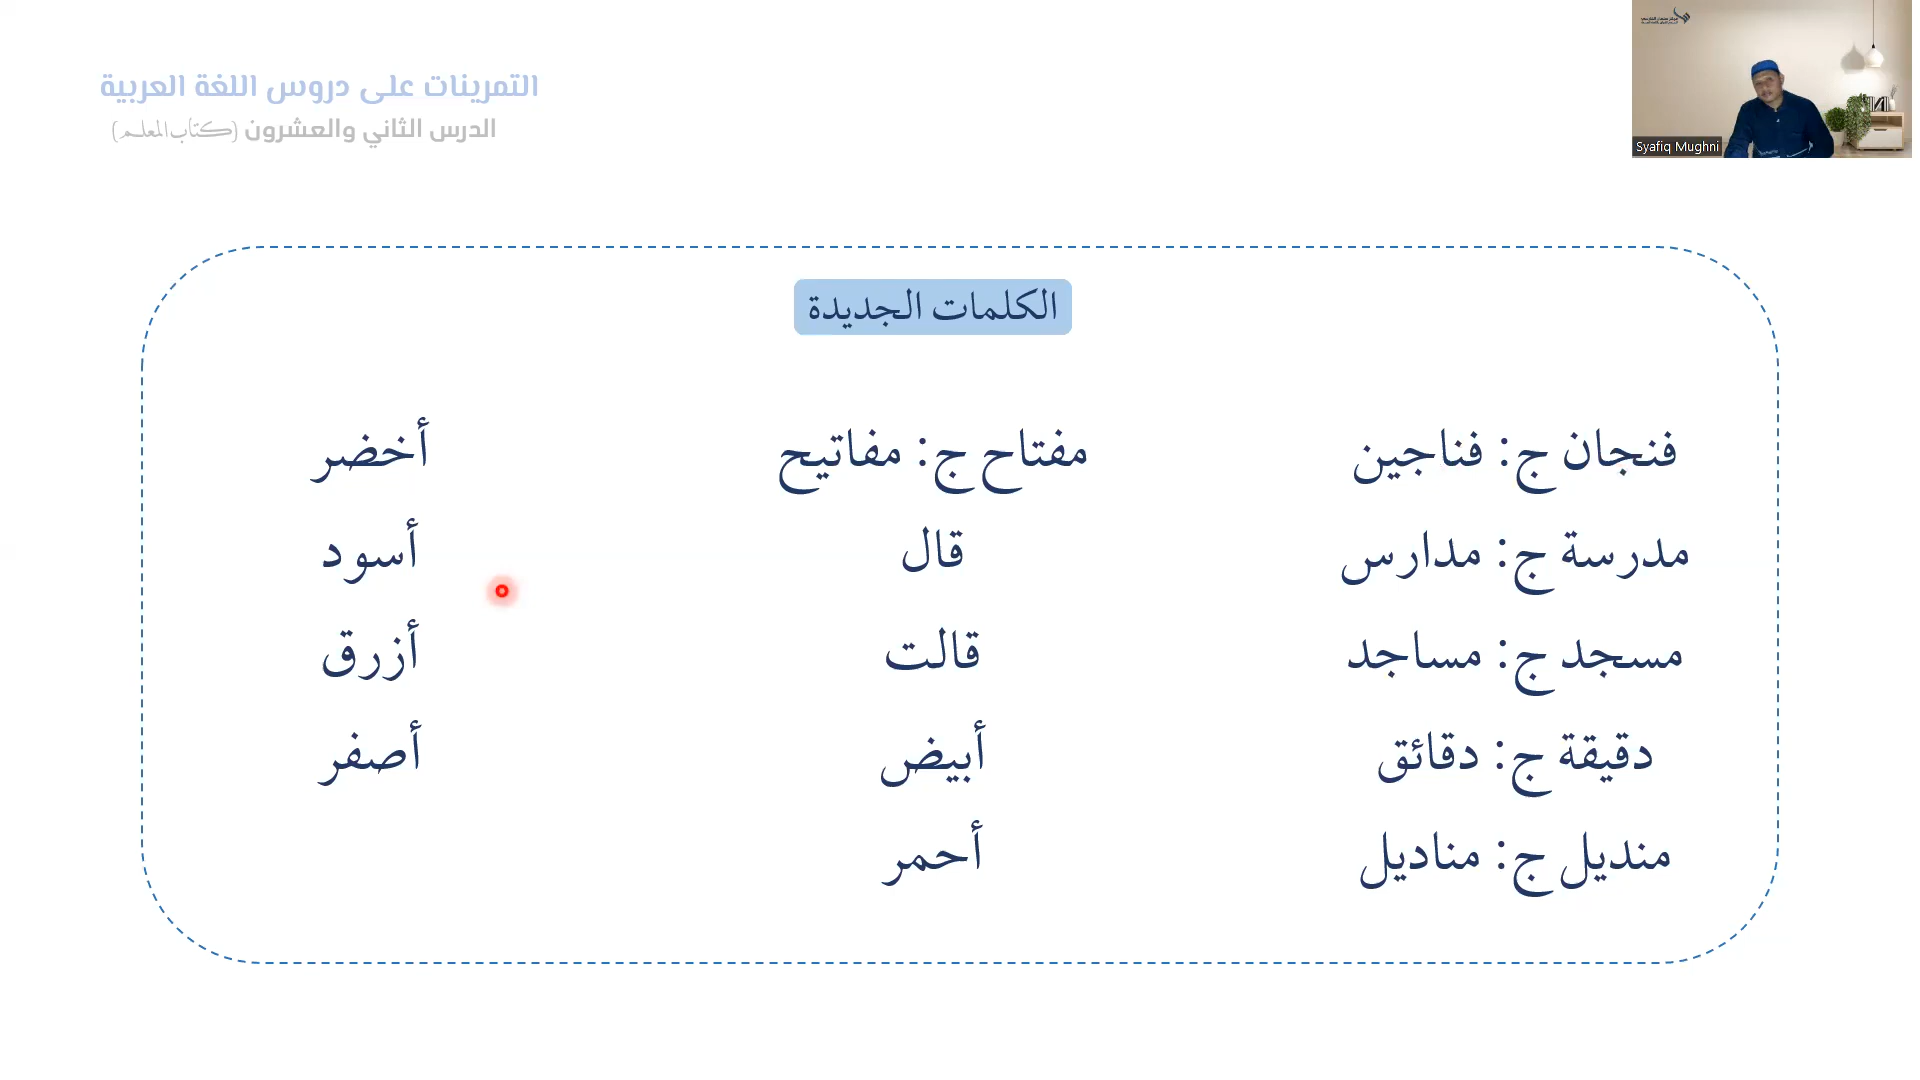 التمرينات على دروس اللغة العربية
الدرس الثاني والعشرون (كتاب المعلم)
Syafiq Mughni
الكلمات الجديدة
فنجان ج: فناجين
مدرسة ج: مدارس
مسجد ج: مساجد
دقيقة ج: دقائق
منديل ج: مناديل
مفتاح ج: مفاتيح
قال
قالت
أبيض
أحمر
أخضر
أسود
أزرق
أصفر